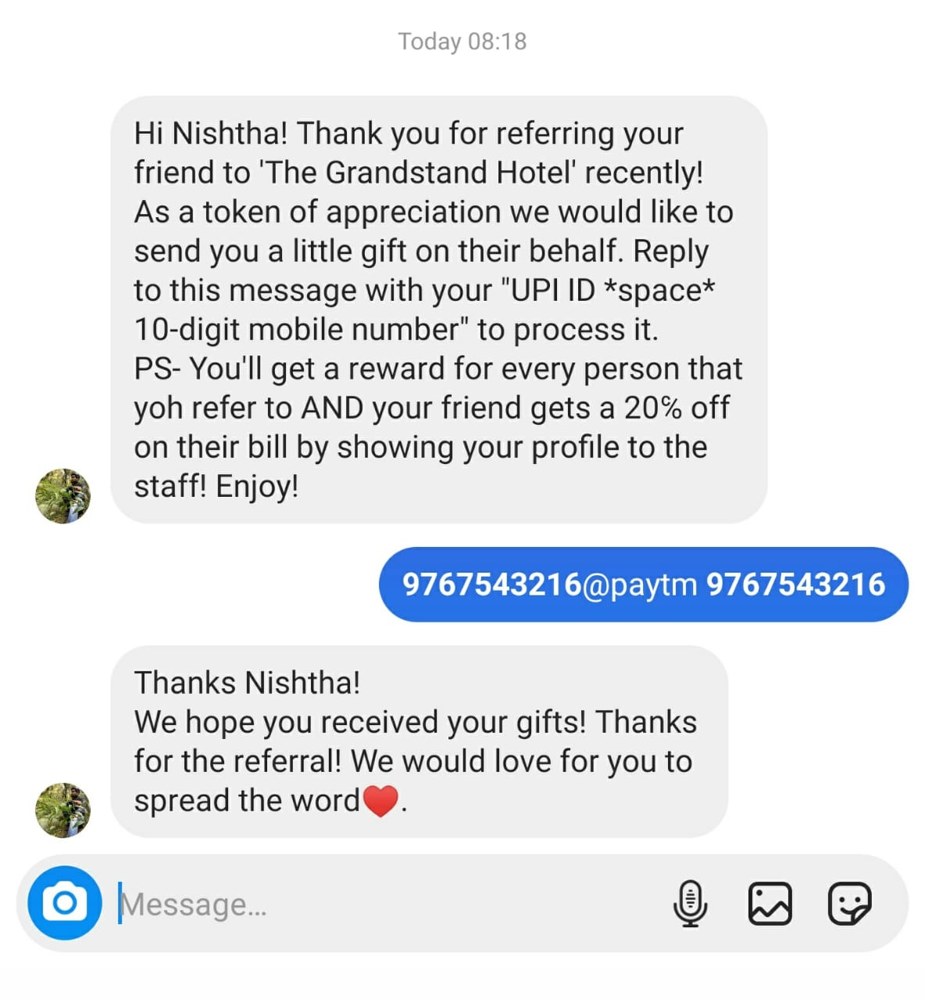 Today 08:18
Hi Nishtha! Thank you for referring your
friend to 'The Grandstand Hotel' recently!
As a token of appreciation we would like to
send you a little gift on their behalf. Reply
to this message with your "UPI ID *space*
10-digit mobile number" to process it.
PS- You'll get a reward for every person that
yoh refer to AND your friend gets a 20% off
on their bill by showing your profile to the
staff! Enjoy!
9767543216@paytm 9767543216
Thanks Nishtha!
We hope you received your gifts! Thanks
for the referral! We would love for you to
spread the word❤️.
Message...